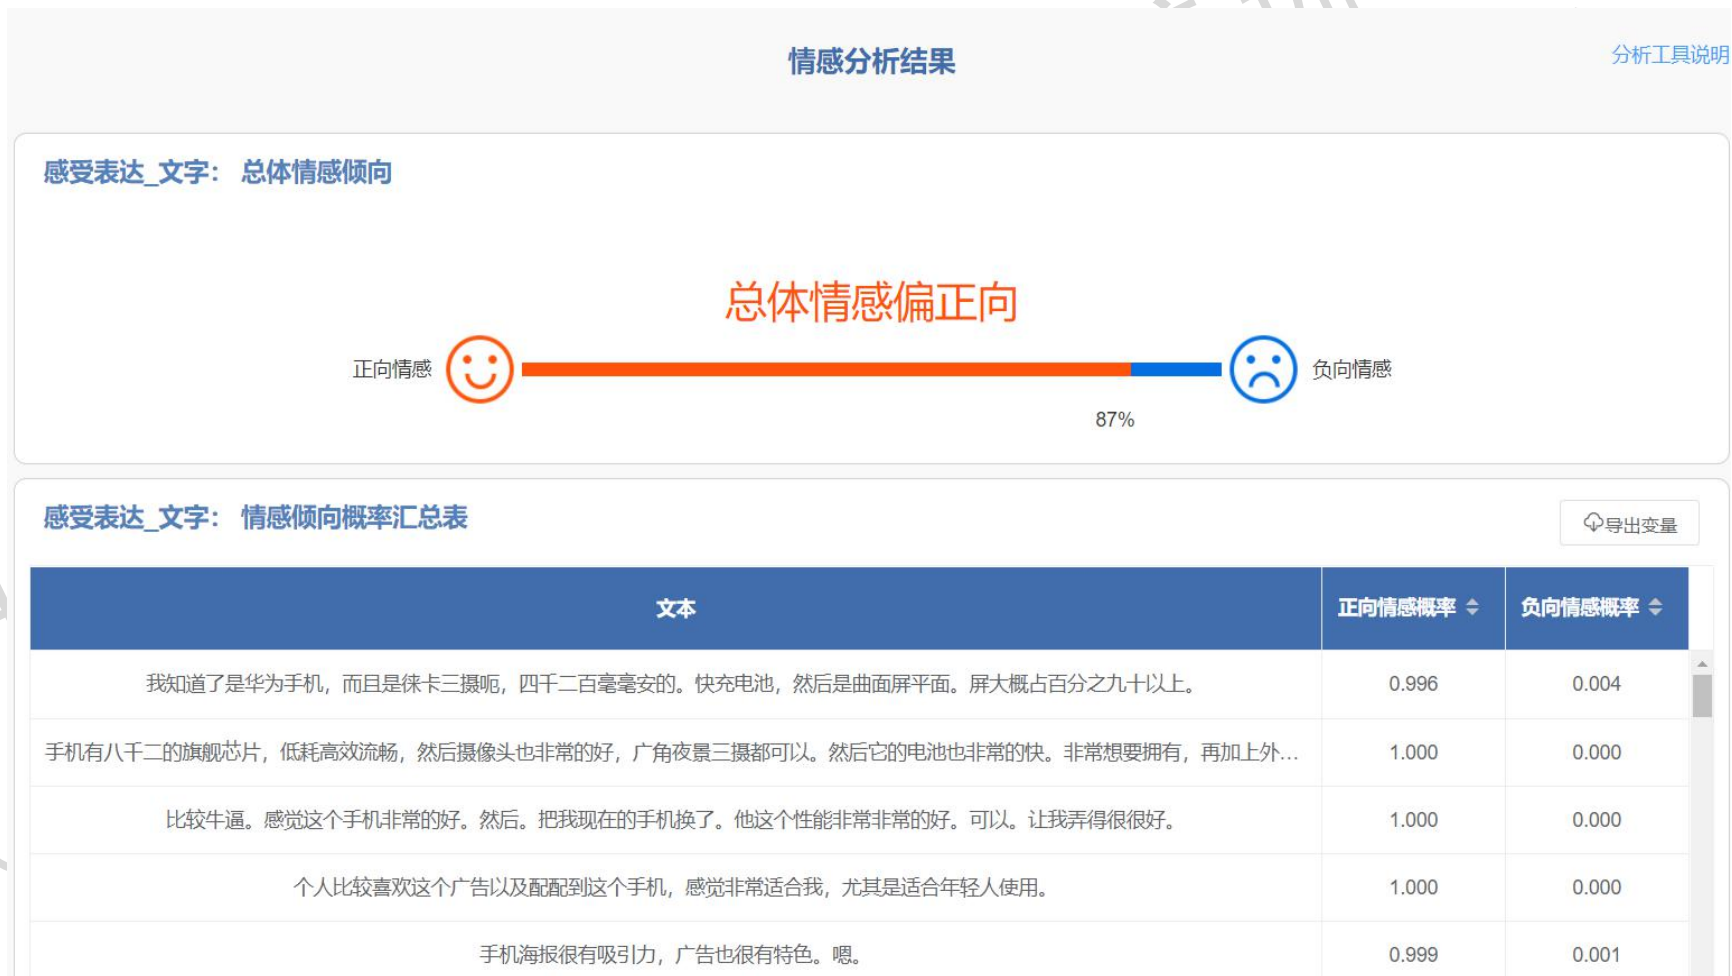 情感分析结果
分析工具说明
感受表达_文字： 总体情感倾向
总体情感偏正向
正向情感
负向情感
87%
感受表达_文字： 情感倾向概率汇总表
导出变量
文本 正向情感概率 负向情感概率
我知道了是华为手机，而且是徕卡三摄呃，四千二百毫毫安的。快充电池，然后是曲面屏平面。屏大概占百分之九十以上。 0.996 0.004
手机有八千二的旗舰芯片，低耗高效流畅，然后摄像头也非常的好，广角夜景三摄都可以。然后它的电池也非常的快。非常想要拥有，再加上外... 1.000 0.000
比较牛逼。感觉这个手机非常的好。然后。把我现在的手机换了。他这个性能非常非常的好。可以。让我弄得很很好。 1.000 0.000
个人比较喜欢这个广告以及配配到这个手机，感觉非常适合我，尤其是适合年轻人使用。 1.000 0.000
手机海报很有吸引力，广告也很有特色。嗯。 0.999 0.001